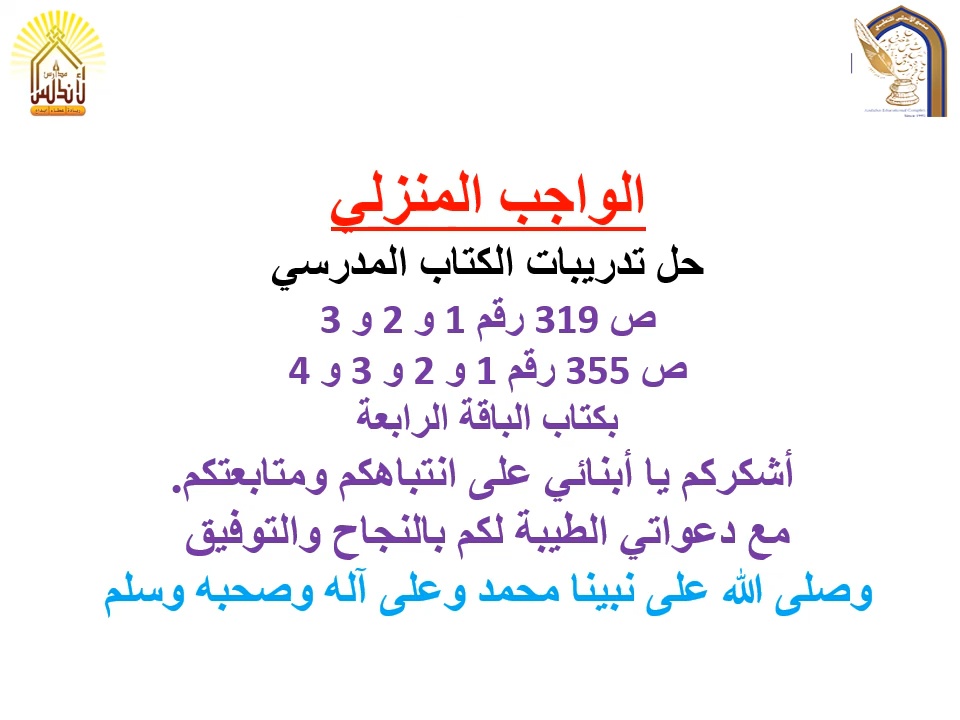 مدارس
الأندلس
الواجب المنزلي
حل تدريبات الكتاب المدرسي
ص 319 رقم 1 و 2 و 3
ص 355 رقم 1 و 2 و 3 و 4
بكتاب الباقة الرابعة
أشكركم يا أبنائي على انتباهكم ومتابعتكم.
مع دعواتي الطيبة لكم بالنجاح والتوفيق
وصلى الله على نبينا محمد وعلى آله وصحبه وسلم